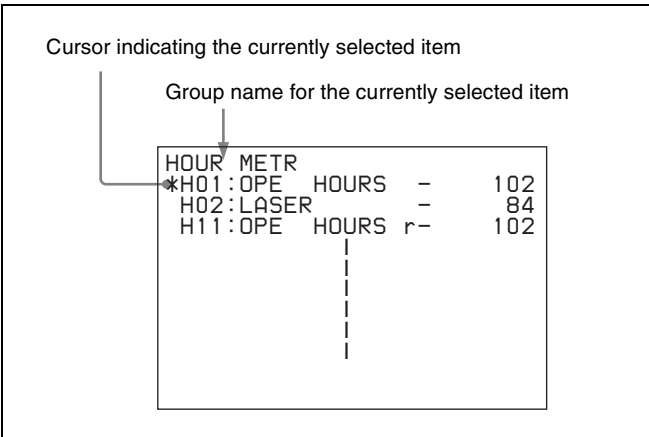 Cursor indicating the currently selected item
Group name for the currently selected item
HOUR METR
*H01:OPE HOURS - 102
H02:LASER - 84
H11:OPE HOURS r- 102